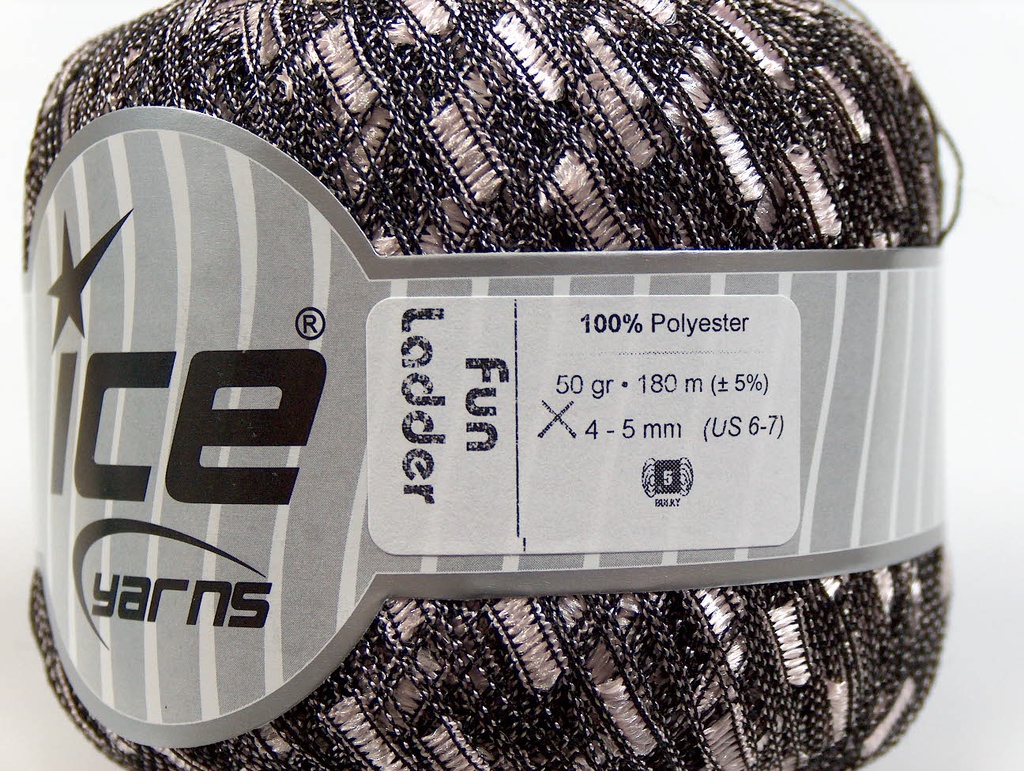 ice®
yarns
Fun
Ladder
100% Polyester
50 gr • 180 m (± 5%)
4 - 5 mm (US 6-7)
5
BULKY